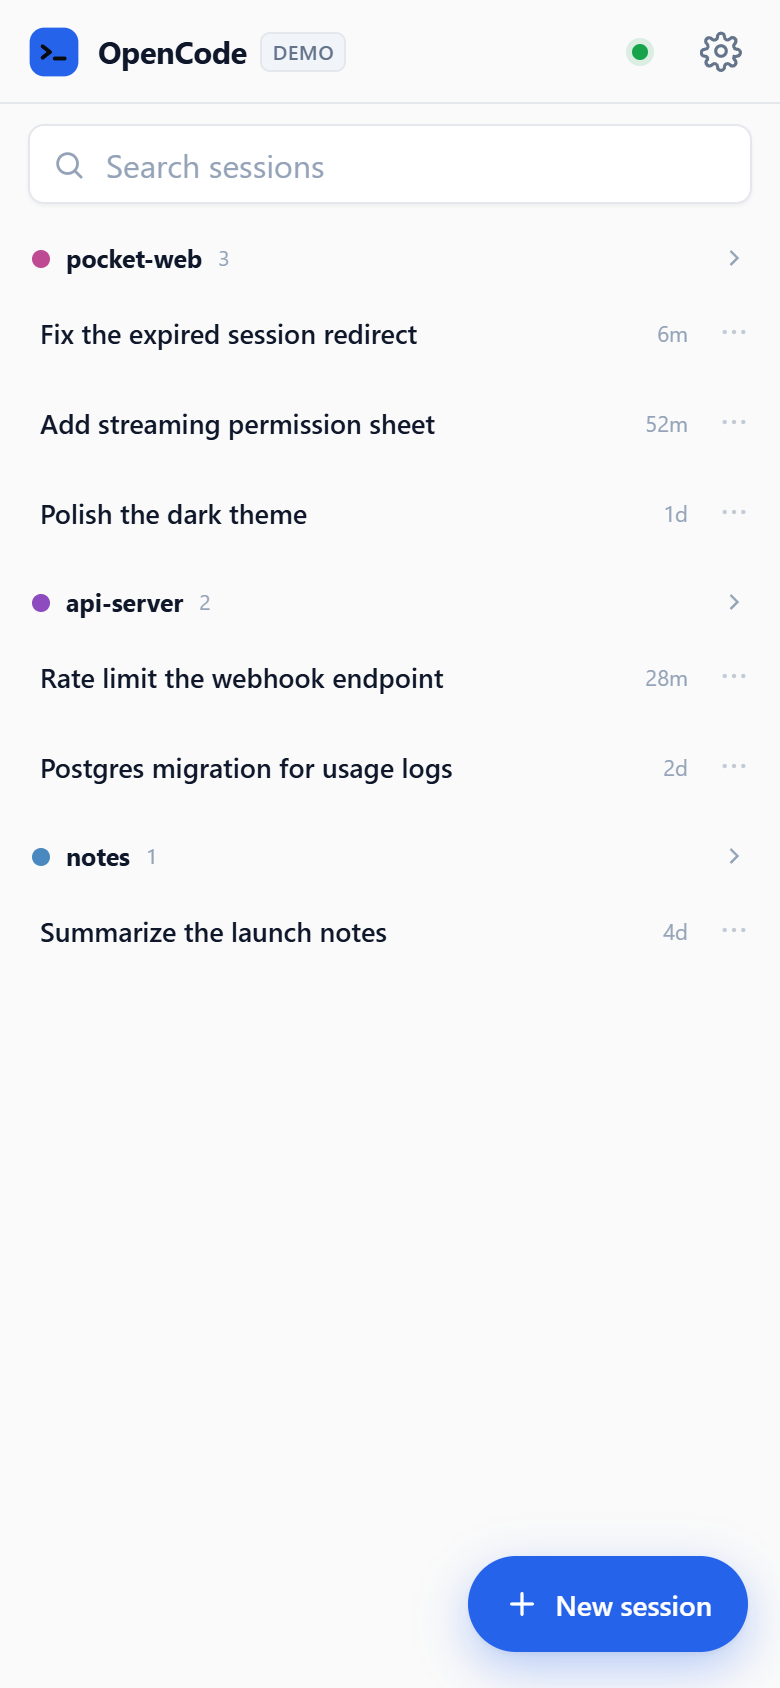 OpenCode DEMO
Search sessions
pocket-web 3
Fix the expired session redirect 6m
Add streaming permission sheet 52m
Polish the dark theme 1d
api-server 2
Rate limit the webhook endpoint 28m
Postgres migration for usage logs 2d
notes 1
Summarize the launch notes 4d
New session